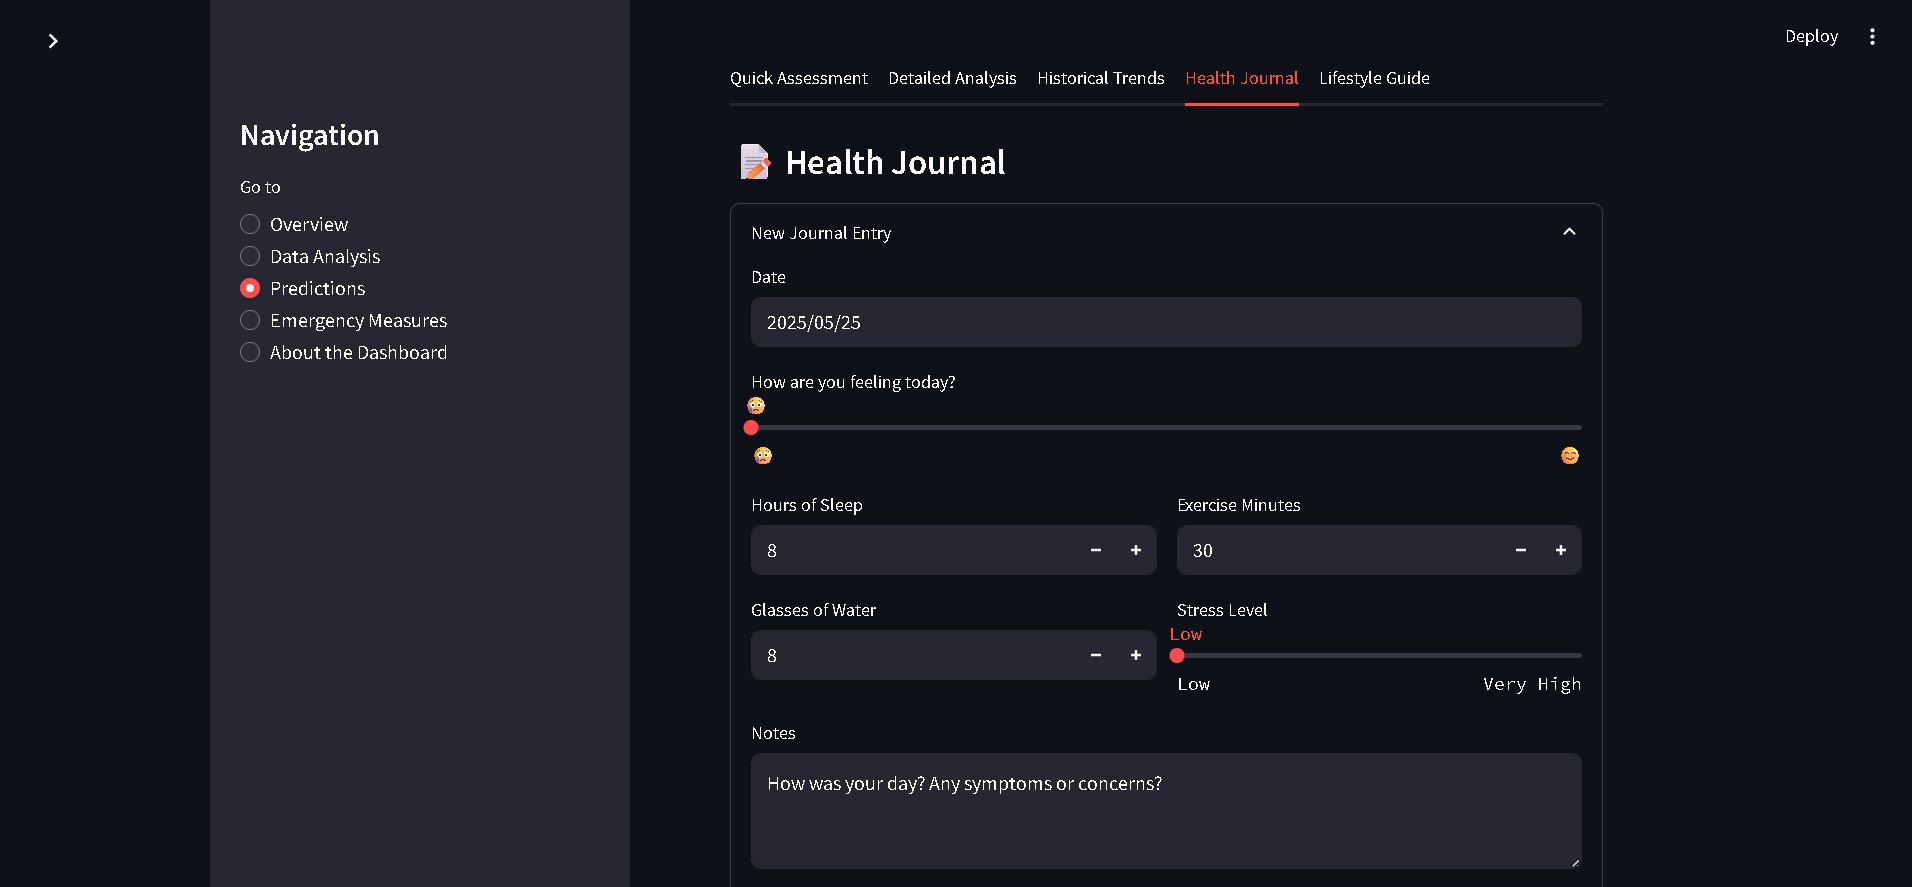 Deploy
Quick Assessment Detailed Analysis Historical Trends Health Journal Lifestyle Guide
Navigation
Go to
Overview
Data Analysis
Predictions
Emergency Measures
About the Dashboard
Health Journal
New Journal Entry
Date
2025/05/25
How are you feeling today?
Hours of Sleep Exercise Minutes
8 30
Glasses of Water Stress Level
Low
8
Low Very High
Notes
How was your day? Any symptoms or concerns?